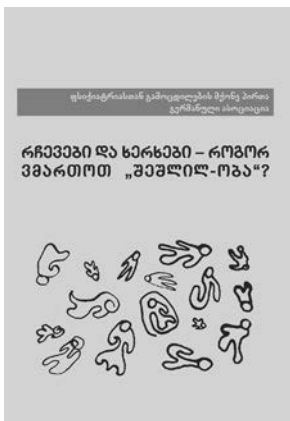 ფსიქიატრიასთან გამოცდილების მქონე პირთა
გერმანული ასოციაცია
რჩევები და ხერხები – როგორ
ვმართოთ „შეშლილ-ობა“?